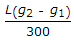 L(g₂ - g₁)
300